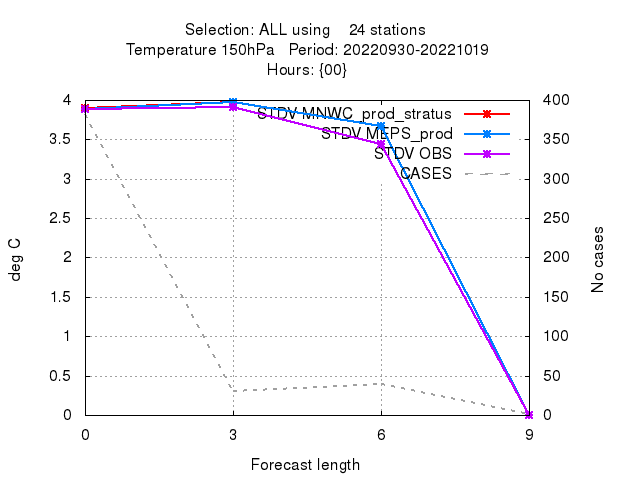 Selection: ALL using 24 stations
Temperature 150hPa Period: 20220930-20221019
Hours: {00}
STDV MNWC_prod_stratus
STDV MEPS_prod
STDV OBS
CASES
4
3.5
3
2.5
2
1.5
1
0.5
0
400
350
300
250
200
150
100
50
0
deg C
No cases
0 3 6 9
Forecast length